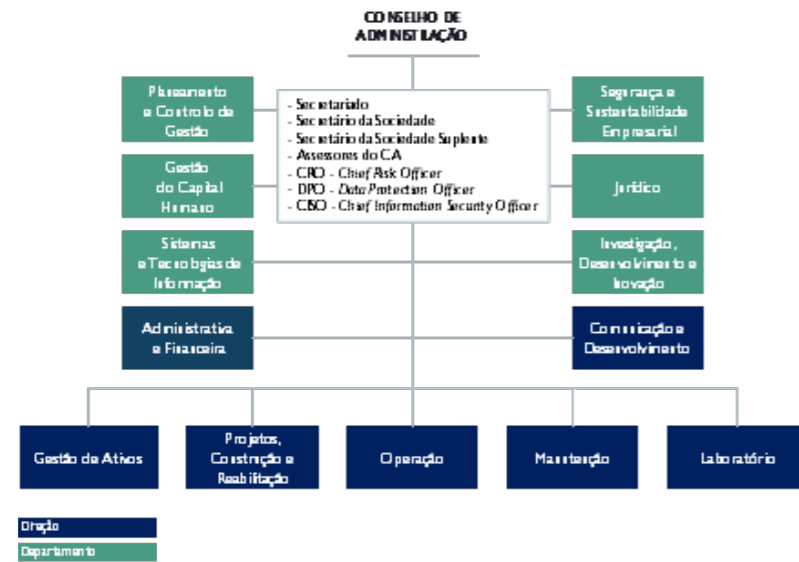 CONSELHO DE
ADMINISTRAÇÃO
Planeamento
e Controlo de
Gestão
- Secretariado
- Secretário da Sociedade
- Secretário da Sociedade Suplente
- Assessores do CA
- CRO - Chief Risk Officer
- DPO - Data Protection Officer
- CISO - Chief Information Security Officer
Segurança e
Sustentabilidade
Empresarial
Gestão
do Capital
Humano
Jurídico
Sistemas
e Tecnologias de
Informação
Investigação,
Desenvolvimento e
Inovação
Administrativa
e Financeira
Comunicação e
Desenvolvimento
Gestão de Ativos
Projetos,
Construção e
Reabilitação
Operação
Manutenção
Laboratório
Direção
Departamento